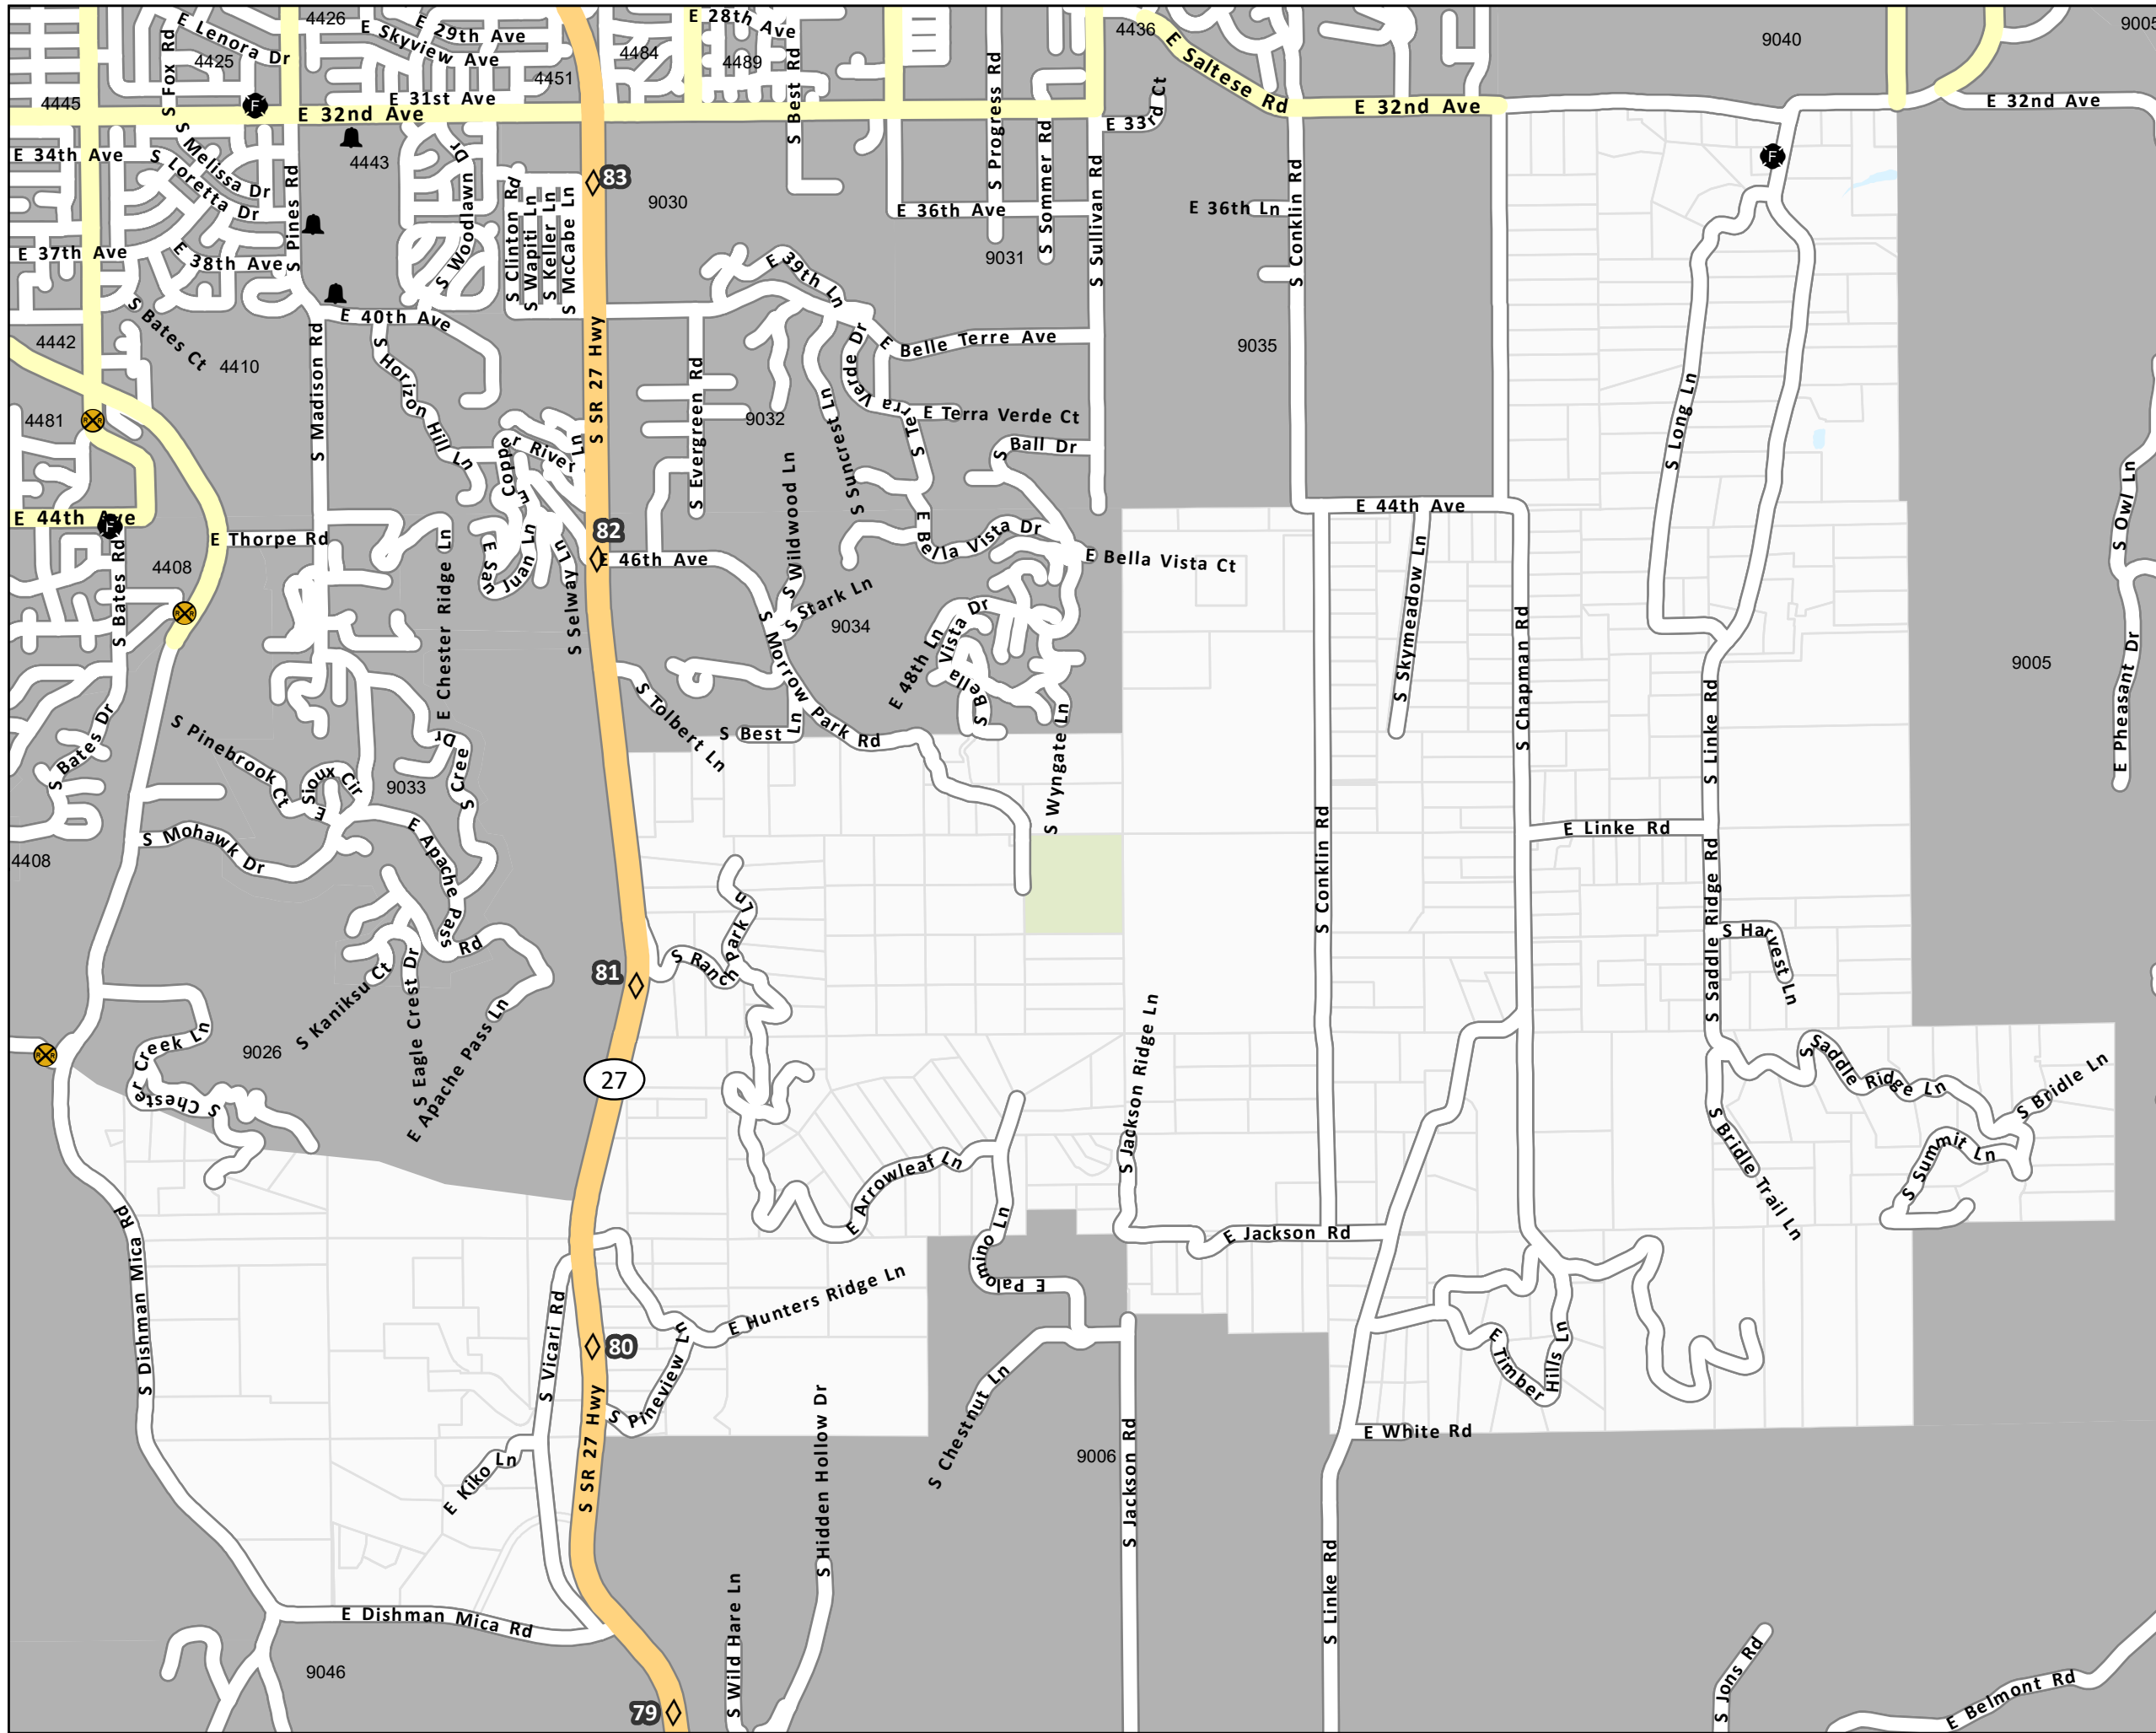 4426
E 29th Ave
E 28th Ave
4436
9040
9005
S Fox Rd
E Lenora Dr
E Skyview Ave
4425
4451
4484
4489
S Best Rd
S Progress Rd
E Saltese Rd
4445
F
E 31st Ave
E 32nd Ave
E 32nd Ave
E 32nd Ave
E 33rd Ct
E 34th Ave
S Melissa Dr
S Loretta Dr
4443
S Pines Rd
S Woodlawn Dr
S Clinton Rd
S Wapiti Ln
S Keller Ln
S McCabe Ln
83
9030
S Sommer Rd
S Sullivan Rd
S Conklin Rd
F
E 36th Ave
E 36th Ln
E 37th Ave
E 38th Ave
9031
E 39th Ln
S Bates Ct
E 40th Ave
4442
4410
S Madison Rd
S Horizon Hill Ln
S SR 27 Hwy
S Evergreen Rd
S Verde Dr
E Belle Terre Ave
9035
S Long Ln
4481
9032
S Suncrest Ln
S Terra
E Terra Verde Ct
S Ball Dr
E Copper River Ln
S Wildwood Ln
S Owl Ln
E 44th Ave
F
E 44th Ave
E Thorpe Rd
82
E 46th Ave
E Bella Vista Dr
E Bella Vista Ct
S Skymeadow Ln
4408
S Bates Rd
E Chester Ridge Ln
E San Juan Ln
S Selway Ln
S Stark Ln
S Morrow Park Rd
9034
E 48th Ln
S Bella Vista Dr
S Chapman Rd
S Linke Rd
9005
E Pheasant Dr
S Tolbert Ln
S Best Ln
S Wyngate Ln
S Bates Dr
S Pinebrook Ct
E Sioux Cir
9033
S Cree Dr
4408
S Mohawk Dr
E Apache Pass Rd
S Conklin Rd
E Linke Rd
S Saddle Ridge Rd
S Harvest Ln
S Ranch Park Ln
81
S Kaniksu Ct
S Eagle Crest Dr
E Apache Pass Ln
9026
S Chester Creek Ln
27
S Jackson Ridge Ln
S Saddle Ridge Ln
S Bridle Ln
S Bridle Trail Ln
S Summit Ln
E Arrowleaf Ln
E Palomino Ln
E Jackson Rd
S Dishman Mica Rd
S Vicari Rd
E Hunters Ridge Ln
80
S Pineview Ln
E Timber Hills Ln
S Hidden Hollow Dr
S Chestnut Ln
S SR 27 Hwy
E Kiko Ln
9006
S Jackson Rd
E White Rd
S Linke Rd
E Dishman Mica Rd
9046
S Wild Hare Ln
79
S Jons Rd
E Belmont Rd